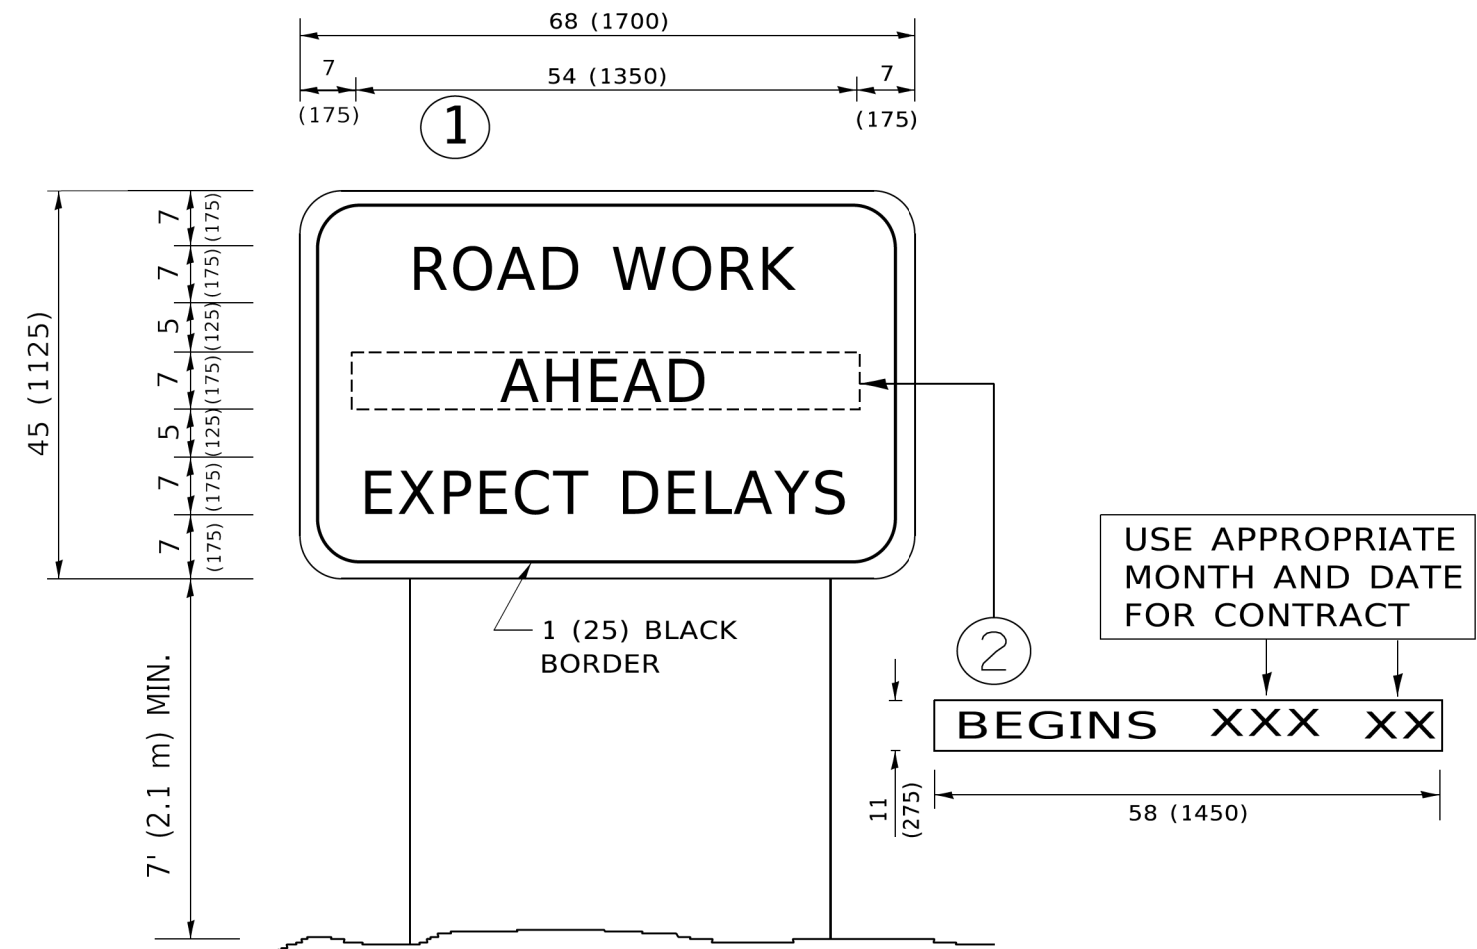 68 (1700)
7
54 (1350)
7
(175)
(175)
1
7
(175)
7
(175)
5
(125)
7
(175)
5
(125)
7
(175)
7
(175)
45 (1125)
ROAD WORK
AHEAD
EXPECT DELAYS
1 (25) BLACK
BORDER
7' (2.1 m) MIN.
USE APPROPRIATE
MONTH AND DATE
FOR CONTRACT
2
BEGINS XXX XX
11
(275)
58 (1450)